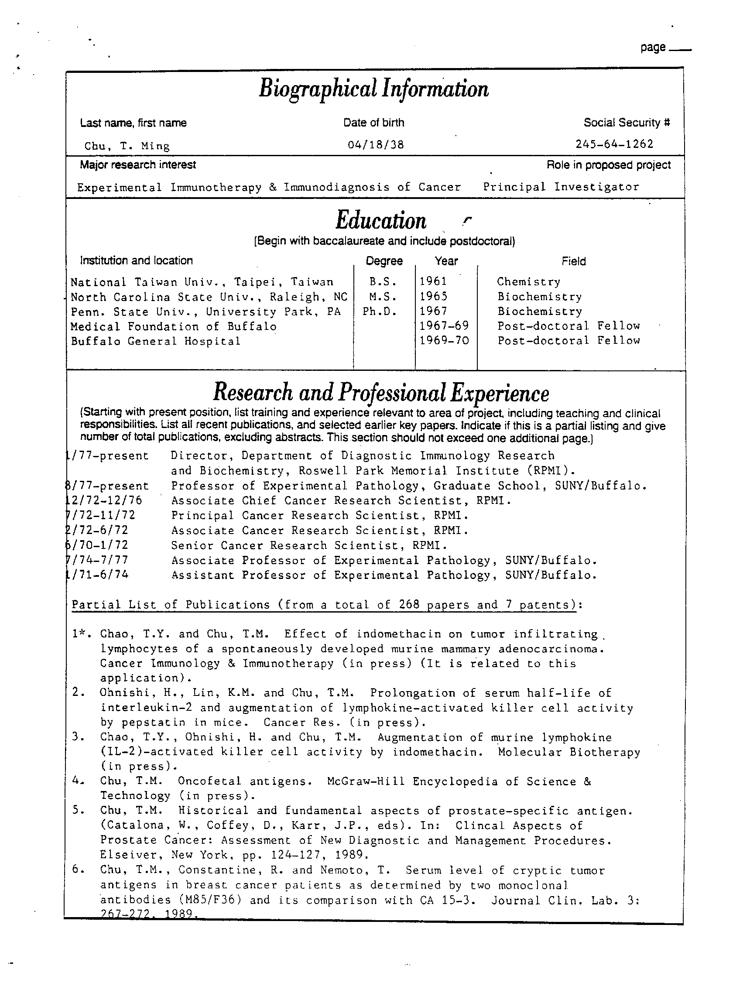 page
Biographical Information
Last name, first name Date of birth Social Security #
Chu, T. Ming 04/18/38 245-64-1262
Major research interest Role in proposed project
Experimental Immunotherapy & Immunodiagnosis of Cancer Principal Investigator
Education
(Begin with baccalaureate and include postdoctoral)
Institution and location Degree Year Field
National Taiwan Univ., Taipei, Taiwan B.S. 1961 Chemistry
North Carolina State Univ., Raleigh, NC M.S. 1965 Biochemistry
Penn. State Univ., University Park, PA Ph.D. 1967 Biochemistry
Medical Foundation of Buffalo 1967-69 Post-doctoral Fellow
Buffalo General Hospital 1969-70 Post-doctoral Fellow
Research and Professional Experience
(Starting with present position, list training and experience relevant to area of project, including teaching and clinical
responsibilities. List all recent publications, and selected earlier key papers. Indicate if this is a partial listing and give
number of total publications, excluding abstracts. This section should not exceed one additional page.)
1/77-present Director, Department of Diagnostic Immunology Research
and Biochemistry, Roswell Park Memorial Institute (RPMI).
8/77-present Professor of Experimental Pathology, Graduate School, SUNY/Buffalo.
12/72-12/76 Associate Chief Cancer Research Scientist, RPMI.
7/72-11/72 Principal Cancer Research Scientist, RPMI.
2/72-6/72 Associate Cancer Research Scientist, RPMI.
6/70-1/72 Senior Cancer Research Scientist, RPMI.
7/74-7/77 Associate Professor of Experimental Pathology, SUNY/Buffalo.
1/71-6/74 Assistant Professor of Experimental Pathology, SUNY/Buffalo.
Partial List of Publications (from a total of 268 papers and 7 patents):
1*. Chao, T.Y. and Chu, T.M. Effect of indomethacin on tumor infiltrating
lymphocytes of a spontaneously developed murine mammary adenocarcinoma.
Cancer Immunology & Immunotherapy (in press) (It is related to this
application).
2. Ohnishi, H., Lin, K.M. and Chu, T.M. Prolongation of serum half-life of
interleukin-2 and augmentation of lymphokine-activated killer cell activity
by pepstatin in mice. Cancer Res. (in press).
3. Chao, T.Y., Ohnishi, H. and Chu, T.M. Augmentation of murine lymphokine
(IL-2)-activated killer cell activity by indomethacin. Molecular Biotherapy
(in press).
4. Chu, T.M. Oncofetal antigens. McGraw-Hill Encyclopedia of Science &
Technology (in press).
5. Chu, T.M. Historical and fundamental aspects of prostate-specific antigen.
(Catalona, W., Coffey, D., Karr, J.P., eds). In: Clincal Aspects of
Prostate Cancer: Assessment of New Diagnostic and Management Procedures.
Elseiver, New York, pp. 124-127, 1989.
6. Chu, T.M., Constantine, R. and Nemoto, T. Serum level of cryptic tumor
antigens in breast cancer patients as determined by two monoclonal
antibodies (M85/F36) and its comparison with CA 15-3. Journal Clin. Lab. 3:
267-272, 1989.